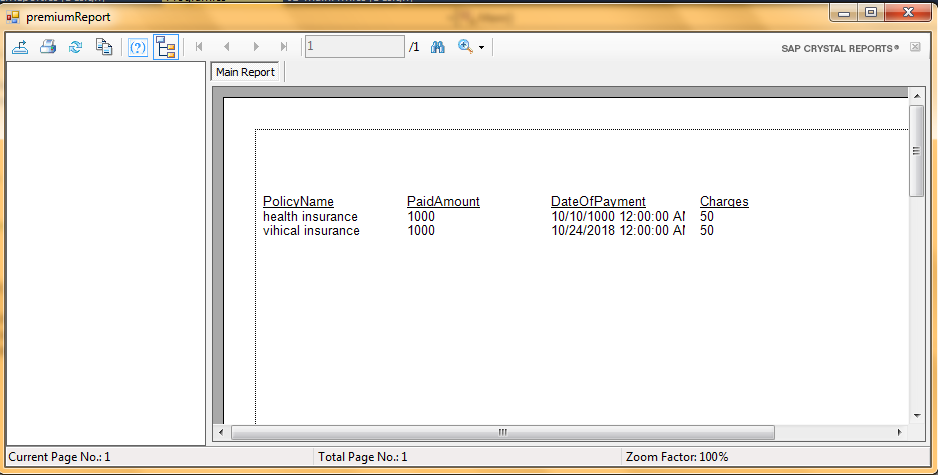 premiumReport
1 /1 SAP CRYSTAL REPORTS®
Main Report
PolicyName PaidAmount DateOfPayment Charges
health insurance 1000 10/10/1000 12:00:00 AM 50
vihical insurance 1000 10/24/2018 12:00:00 AM 50
Current Page No.: 1 Total Page No.: 1 Zoom Factor: 100%